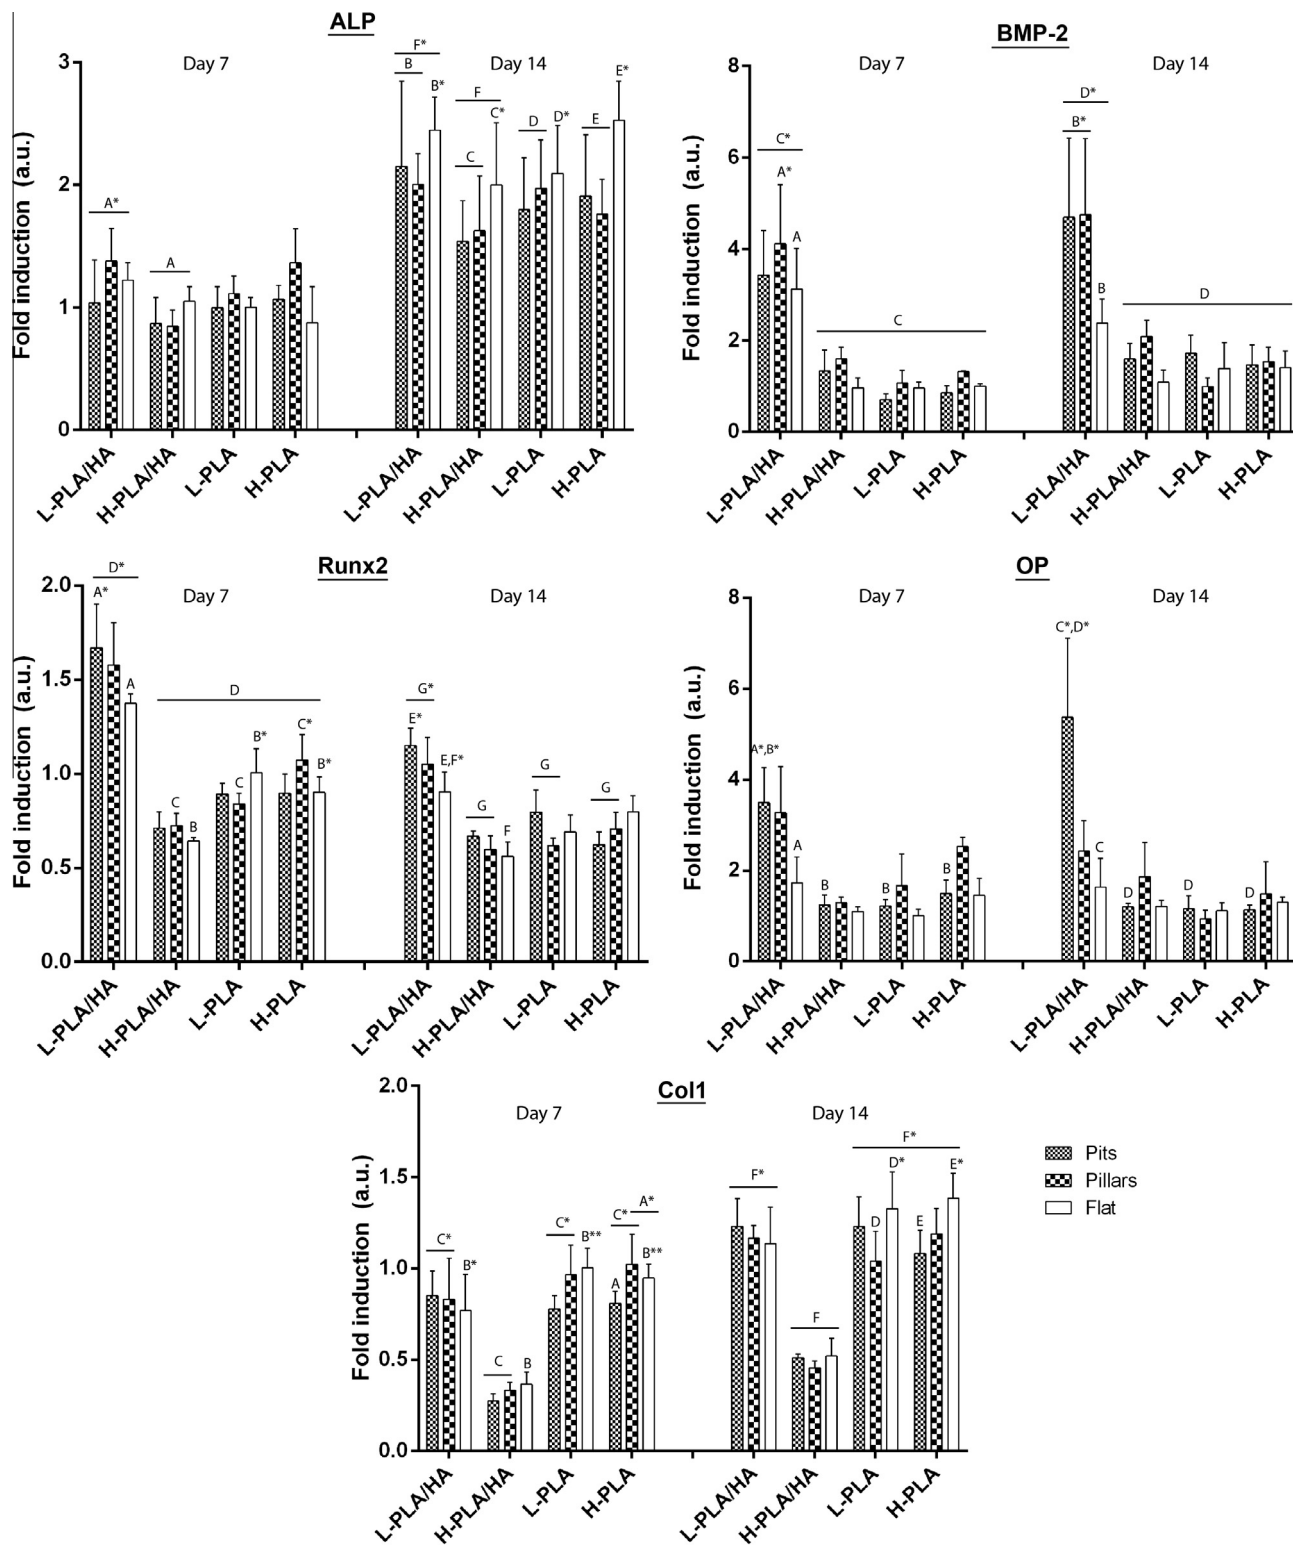 ALP
Day 7
Day 14
Fold induction (a.u.)
3
2
1
0
A*
A
F*
B
B*
F
C
C*
D
D*
E
E*
L-PLA/HA
H-PLA/HA
L-PLA
H-PLA
L-PLA/HA
H-PLA/HA
L-PLA
H-PLA
BMP-2
Day 7
Day 14
Fold induction (a.u.)
8
6
4
2
0
C*
A*
A
C
D*
B*
B
D
L-PLA/HA
H-PLA/HA
L-PLA
H-PLA
L-PLA/HA
H-PLA/HA
L-PLA
H-PLA
Runx2
Day 7
Day 14
Fold induction (a.u.)
2.0
1.5
1.0
0.5
0.0
D*
A*
A
D
C
B
C
B*
C*
B*
G*
E*
E,F*
G
F
G
G
L-PLA/HA
H-PLA/HA
L-PLA
H-PLA
L-PLA/HA
H-PLA/HA
L-PLA
H-PLA
OP
Day 7
Day 14
Fold induction (a.u.)
8
6
4
2
0
A*,B*
A
B
B
B
C*,D*
C
D
D
D
L-PLA/HA
H-PLA/HA
L-PLA
H-PLA
L-PLA/HA
H-PLA/HA
L-PLA
H-PLA
Col1
Day 7
Day 14
Fold induction (a.u.)
2.0
1.5
1.0
0.5
0.0
C*
B*
C
B
C*
B**
A*
C*
A
B**
F*
F
F*
D
D*
E
E*
L-PLA/HA
H-PLA/HA
L-PLA
H-PLA
L-PLA/HA
H-PLA/HA
L-PLA
H-PLA
Pits
Pillars
Flat